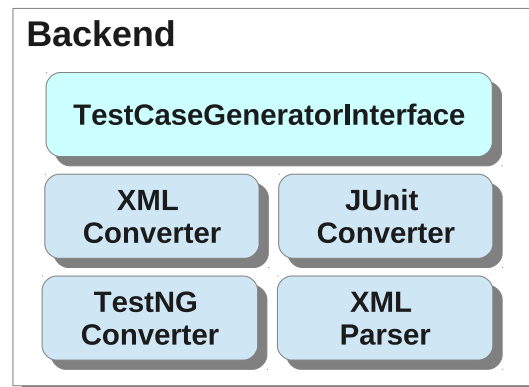 Backend
TestCaseGeneratorInterface
XML
Converter
JUnit
Converter
TestNG
Converter
XML
Parser